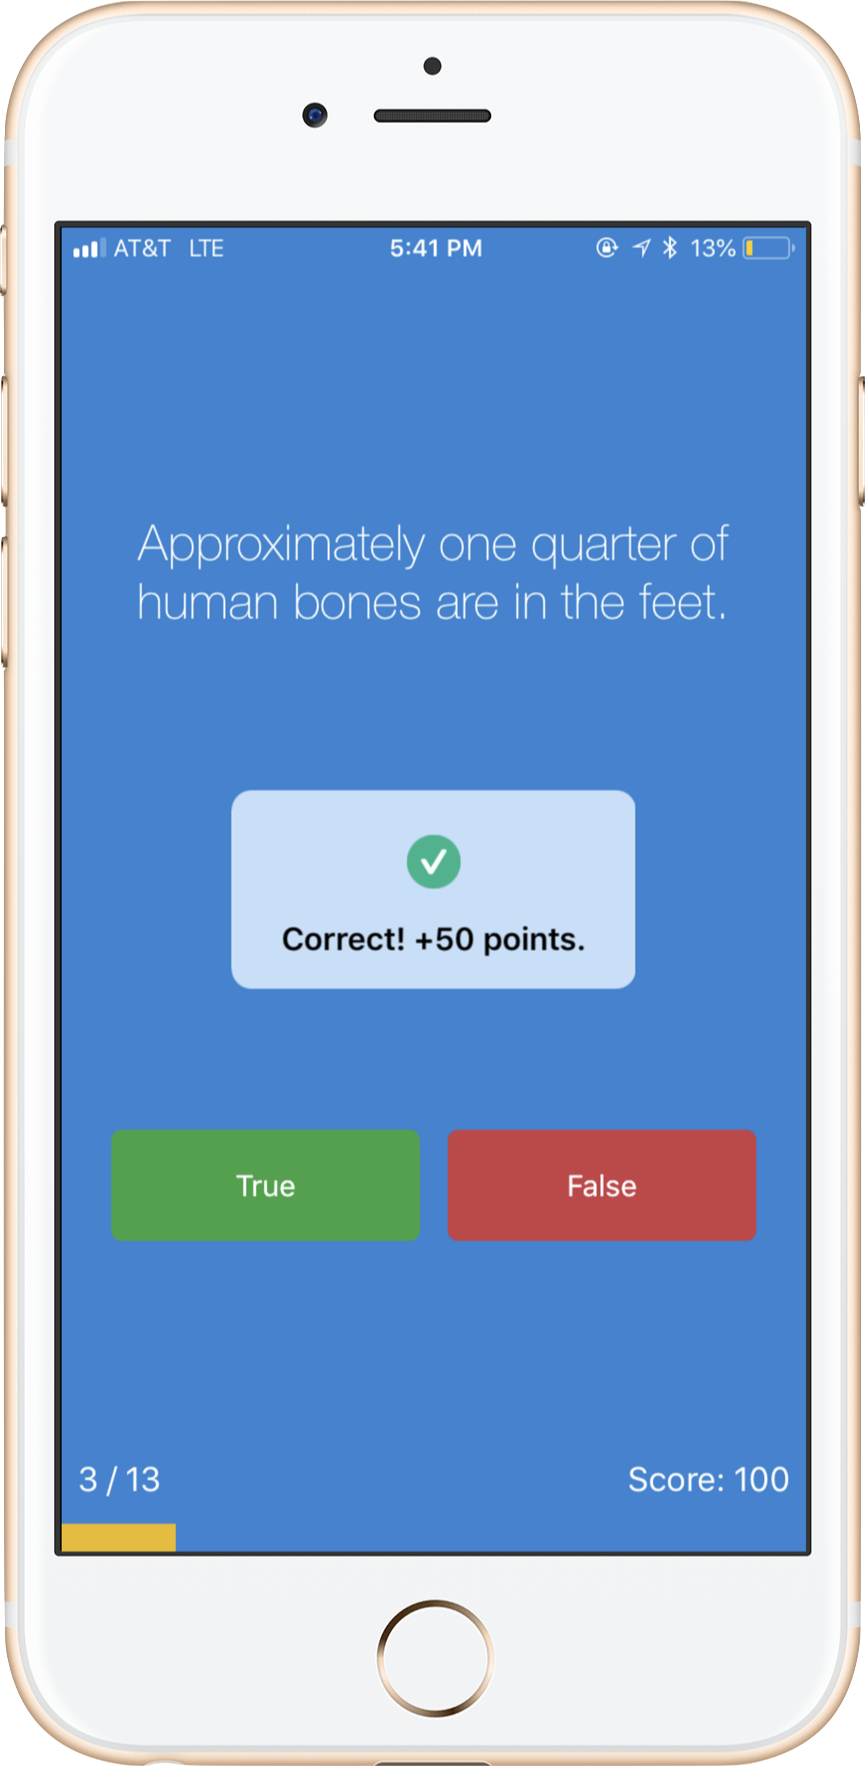 AT&T LTE 5:41 PM 13%
Approximately one quarter of
human bones are in the feet.
Correct! +50 points.
True False
3 / 13 Score: 100